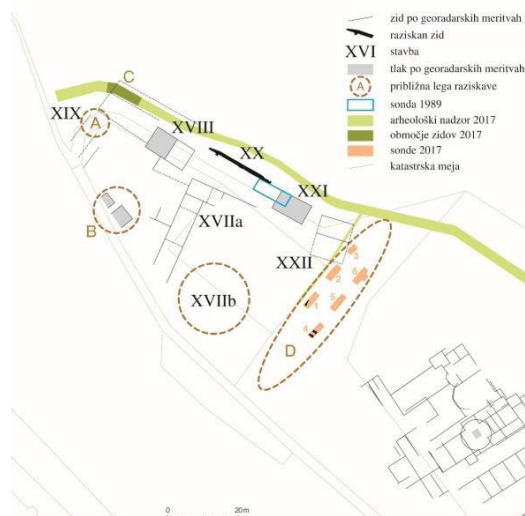 zid po georadarskih meritvah
raziskan zid
XVI stavba
tlak po georadarskih meritvah
A približna lega raziskave
sonda 1989
arheološki nadzor 2017
območje zidov 2017
sonde 2017
katastrska meja
C
XIX
A
XVIII
XX
XXI
B
XVIIa
XXII
3
2
6
XVIIb
1
5
4
D
0 20m